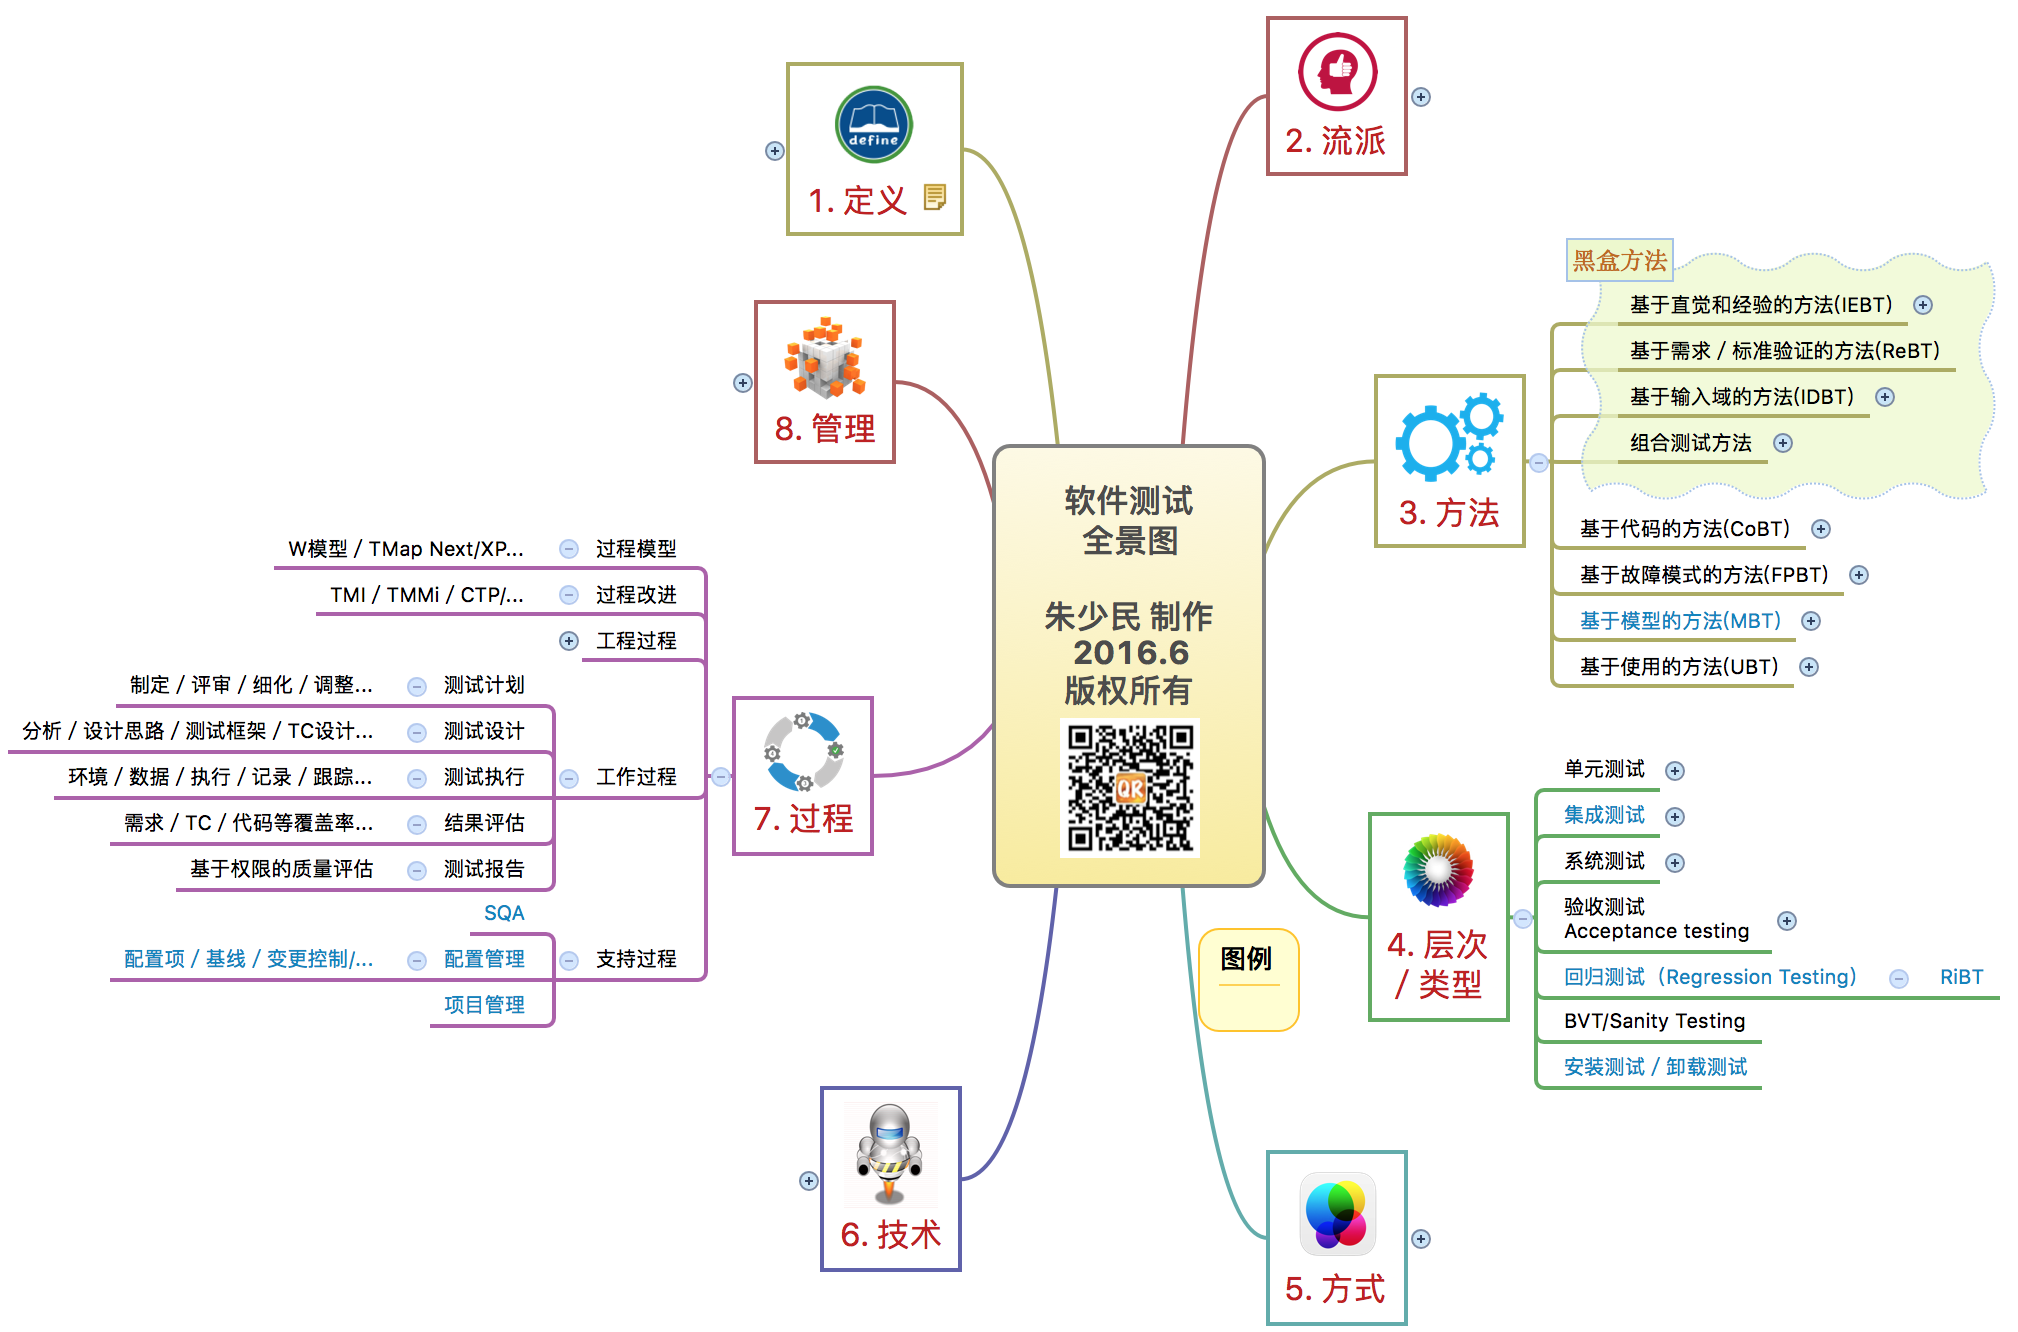 软件测试
全景图
朱少民 制作
2016.6
版权所有
QR
define
1. 定义
2. 流派
3. 方法
黑盒方法
基于直觉和经验的方法(IEBT)
基于需求 / 标准验证的方法(ReBT)
基于输入域的方法(IDBT)
组合测试方法
基于代码的方法(CoBT)
基于故障模式的方法(FPBT)
基于模型的方法(MBT)
基于使用的方法(UBT)
4. 层次
/ 类型
单元测试
集成测试
系统测试
验收测试
Acceptance testing
回归测试（Regression Testing）
RiBT
BVT/Sanity Testing
安装测试 / 卸载测试
图例
5. 方式
6. 技术
7. 过程
过程模型
W模型 / TMap Next/XP...
过程改进
TMI / TMMi / CTP/...
工程过程
工作过程
测试计划
制定 / 评审 / 细化 / 调整...
测试设计
分析 / 设计思路 / 测试框架 / TC设计...
测试执行
环境 / 数据 / 执行 / 记录 / 跟踪...
结果评估
需求 / TC / 代码等覆盖率...
测试报告
基于权限的质量评估
支持过程
SQA
配置管理
配置项 / 基线 / 变更控制/...
项目管理
8. 管理